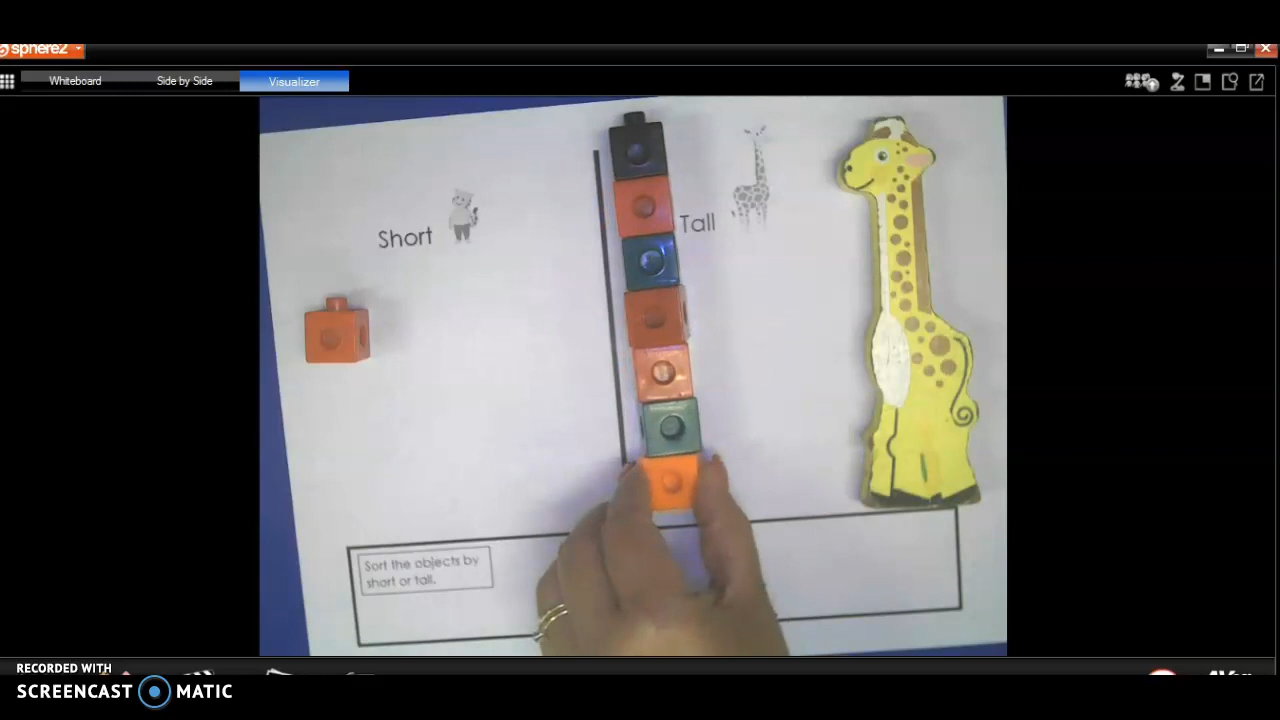 sphere2
Whiteboard
Side by Side
Visualizer
Short
Tall
Sort the objects by
short or tall.
RECORDED WITH
SCREENCAST MATIC